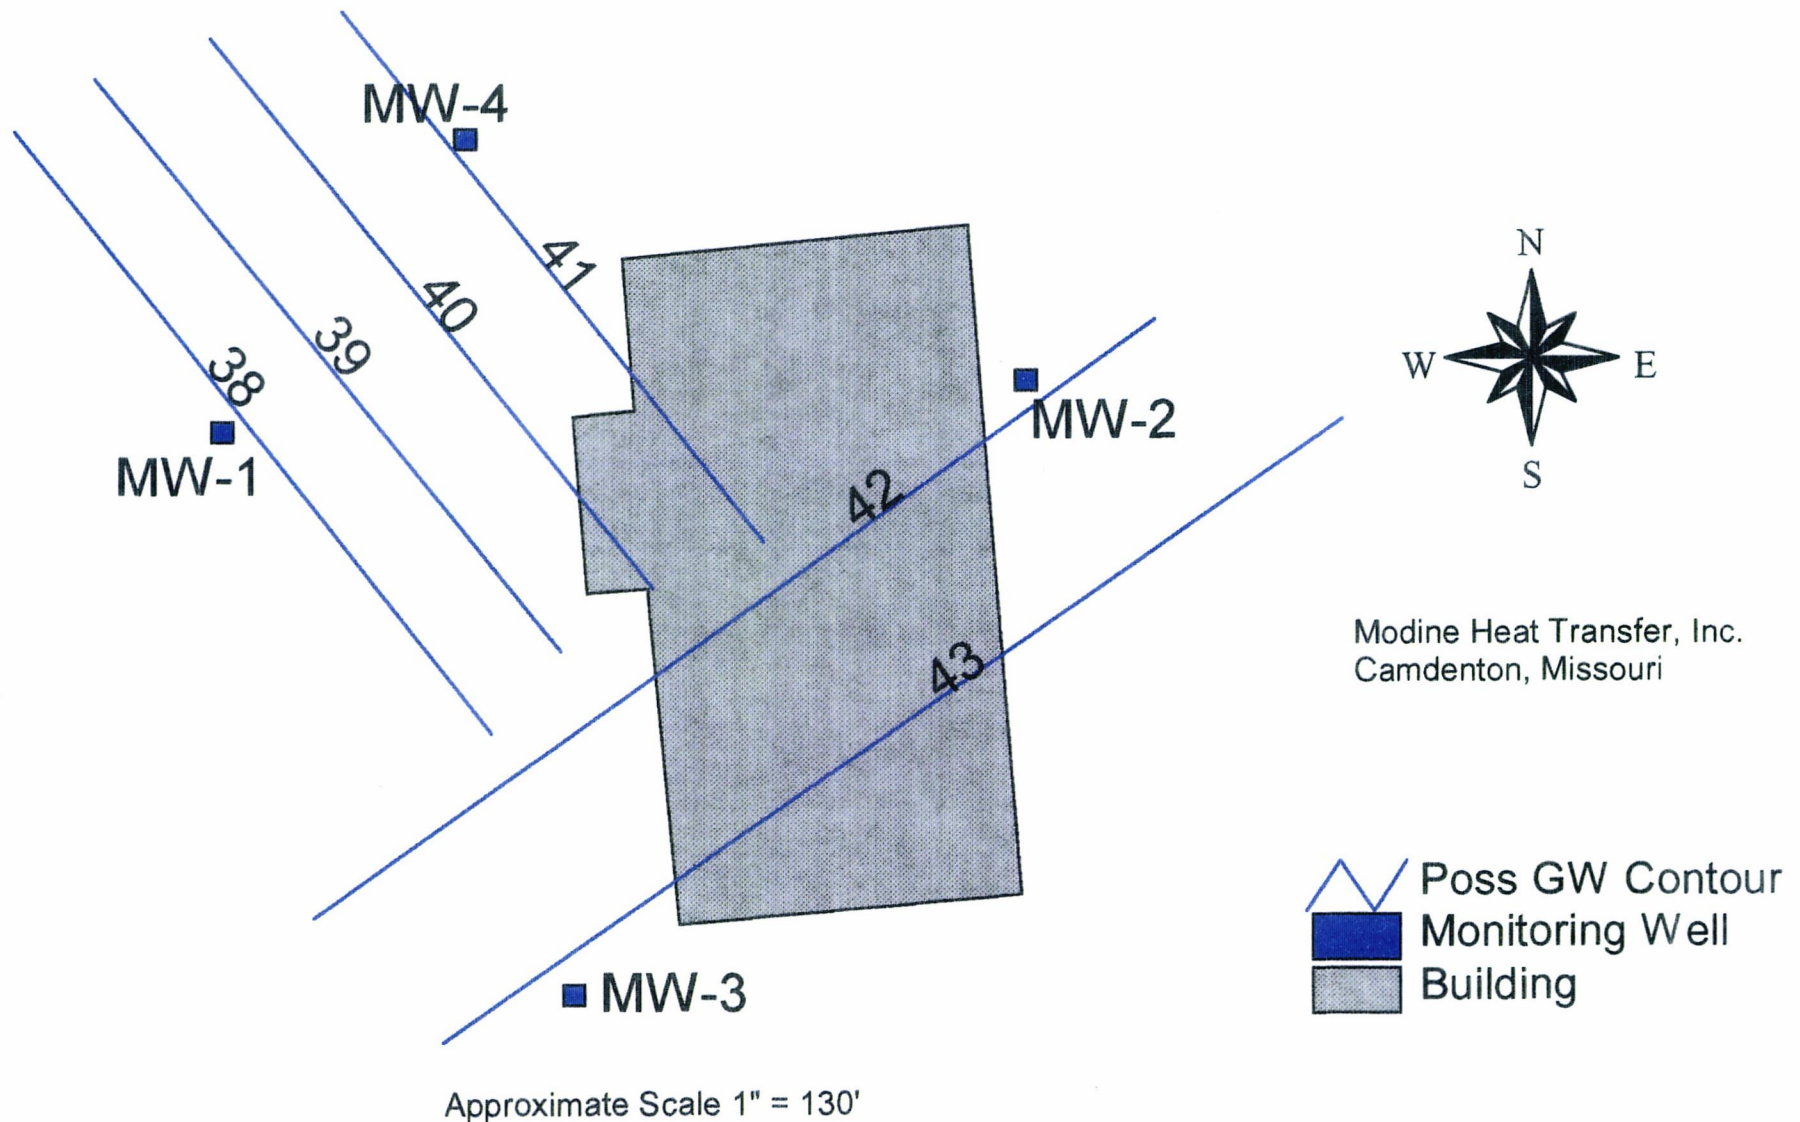 MW-4
41
40
39
38
MW-1
MW-2
42
43
MW-3
N
W
E
S
Modine Heat Transfer, Inc.
Camdenton, Missouri
Poss GW Contour
Monitoring Well
Building
Approximate Scale 1" = 130'